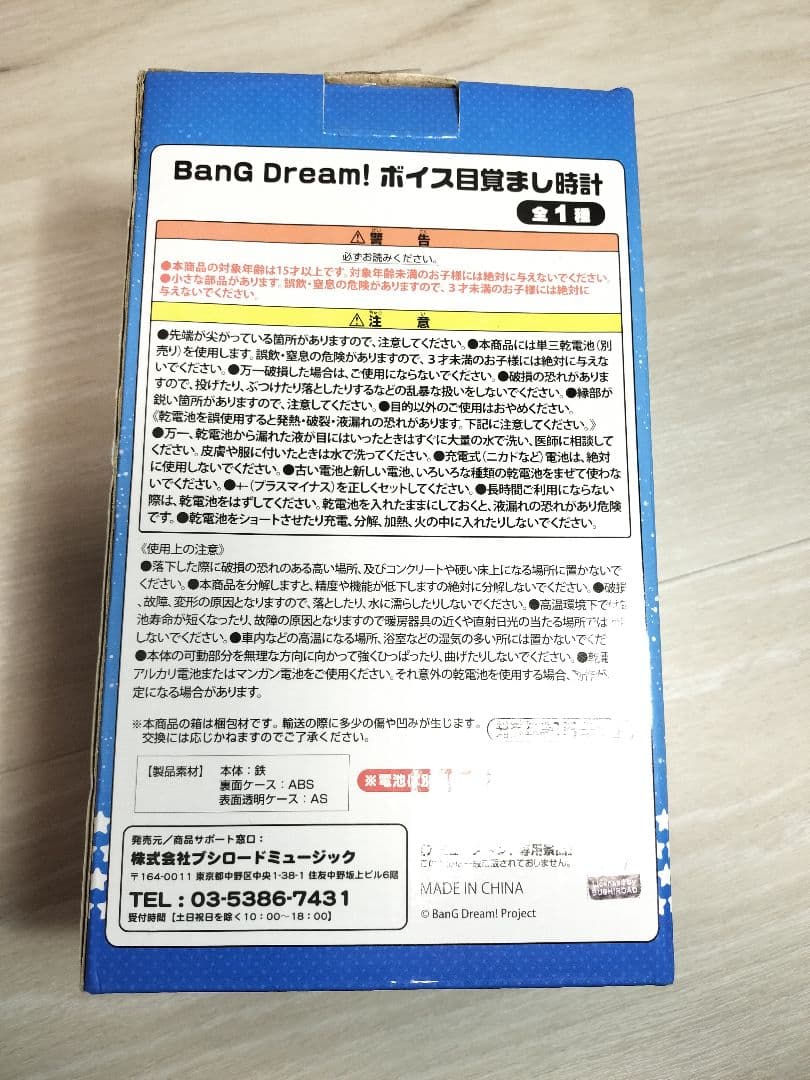 BanG Dream! ボイス目覚まし時計
全1種
⚠警告
必ずお読みください。
●本商品の対象年齢は15才以上です。対象年齢未満のお子様には絶対に与えないでください。
●小さな部品があります。誤飲・窒息の危険がありますので、3才未満のお子様には絶対に
与えないでください。
⚠注意
●先端が尖がっている箇所がありますので、注意してください。●本商品には単三乾電池(別
売り)を使用します。誤飲・窒息の危険がありますので、3才未満のお子様には絶対に与えな
いでください。●万一破損した場合は、ご使用にならないでください。●破損の恐れがありま
すので、投げたり、ぶつけたり落としたりするなどの乱暴な扱いをしないでください。●縁部が
鋭い箇所がありますので、注意してください。●目的以外のご使用はおやめください。
《乾電池を誤使用すると発熱・破裂・液漏れの恐れがあります。下記に注意してください。》
●万一、乾電池から漏れた液が目にはいったときはすぐに大量の水で洗い、医師に相談して
ください。皮膚や服に付いたときは水で洗ってください。●充電式(ニカドなど)電池は、絶対
に使用しないでください。●古い電池と新しい電池、いろいろな種類の乾電池をまぜて使わな
いでください。●+-(プラスマイナス)を正しくセットしてください。●長時間ご利用にならない
際は、乾電池をはずしてください。乾電池を入れたままにしておくと、液漏れの恐れがあり危険
です。●乾電池をショートさせたり充電、分解、加熱、火の中に入れたりしないでください。
《使用上の注意》
●落下した際に破損の恐れのある高い場所、及びコンクリートや硬い床上になる場所に置かないで
ください。●本商品を分解しますと、精度や機能が低下しますの絶対に分解しないでください。●破損
、故障、変形の原因となりますので、落としたり、水に濡らしたりしないでください。●高温環境下では
池寿命が短くなったり、故障の原因となりますので暖房器具の近くや直射日光の当たる場所では
しないでください。●車内などの高温になる場所、浴室などの湿気の多い所には置かないでくだ
●本体の可動部分を無理な方向に向かって強くひっぱったり、曲げたりしないでください。●乾電
アルカリ電池またはマンガン電池をご使用ください。それ意外の乾電池を使用する場合、
定になる場合があります。
※本商品の箱は梱包材です。輸送の際に多少の傷や凹みが生じます。
交換には応じかねますのでご了承ください。
【製品素材】 本体:鉄
裏面ケース:ABS
表面透明ケース:AS
※電池は別
発売元/商品サポート窓口:
株式会社ブシロードミュージック
〒164-0011 東京都中野区中央1-38-1 住友中野坂上ビル6階
TEL:03-5386-7431
受付時間【土日祝日を除く10:00〜18:00】
MADE IN CHINA
© BanG Dream! Project
Licensed by
BUSHIROAD